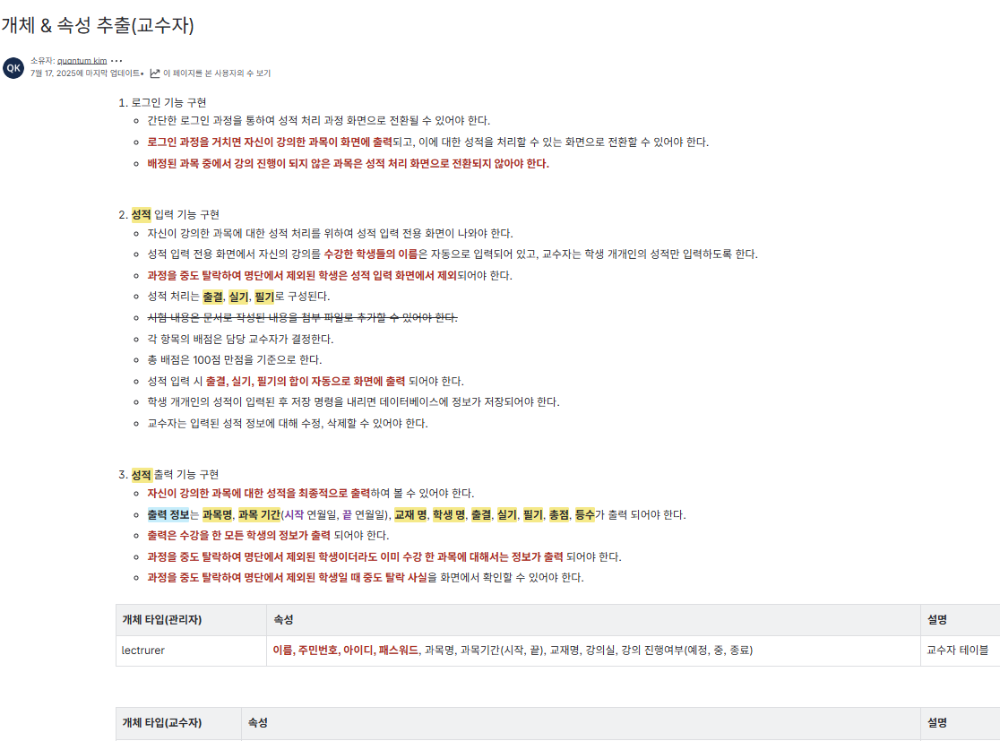 개체 & 속성 추출(교수자)
QK
소유자: quantum kim •••
7월 17, 2025에 마지막 업데이트• 이 페이지를 본 사용자의 수 보기
1. 로그인 기능 구현
간단한 로그인 과정을 통하여 성적 처리 과정 화면으로 전환될 수 있어야 한다.
로그인 과정을 거치면 자신이 강의한 과목이 화면에 출력되고, 이에 대한 성적을 처리할 수 있는 화면으로 전환할 수 있어야 한다.
배정된 과목 중에서 강의 진행이 되지 않은 과목은 성적 처리 화면으로 전환되지 않아야 한다.
2. 성적 입력 기능 구현
자신이 강의한 과목에 대한 성적 처리를 위하여 성적 입력 전용 화면이 나와야 한다.
성적 입력 전용 화면에서 자신의 강의를 수강한 학생들의 이름은 자동으로 입력되어 있고, 교수자는 학생 개개인의 성적만 입력하도록 한다.
과정을 중도 탈락하여 명단에서 제외된 학생은 성적 입력 화면에서 제외되어야 한다.
성적 처리는 출결, 실기, 필기로 구성된다.
시험 내용은 문서로 작성된 내용을 첨부 파일로 추가할 수 있어야 한다.
각 항목의 배점은 담당 교수자가 결정한다.
총 배점은 100점 만점을 기준으로 한다.
성적 입력 시 출결, 실기, 필기의 합이 자동으로 화면에 출력 되어야 한다.
학생 개개인의 성적이 입력된 후 저장 명령을 내리면 데이터베이스에 정보가 저장되어야 한다.
교수자는 입력된 성적 정보에 대해 수정, 삭제할 수 있어야 한다.
3. 성적 출력 기능 구현
자신이 강의한 과목에 대한 성적을 최종적으로 출력하여 볼 수 있어야 한다.
출력 정보는 과목명, 과목 기간(시작 연월일, 끝 연월일), 교재 명, 학생 명, 출결, 실기, 필기, 총점, 등수가 출력 되어야 한다.
출력은 수강을 한 모든 학생의 정보가 출력 되어야 한다.
과정을 중도 탈락하여 명단에서 제외된 학생이더라도 이미 수강 한 과목에 대해서는 정보가 출력 되어야 한다.
과정을 중도 탈락하여 명단에서 제외된 학생일 때 중도 탈락 사실을 화면에서 확인할 수 있어야 한다.
개체 타입(관리자) 속성 설명
lectrurer 이름, 주민번호, 아이디, 패스워드, 과목명, 과목기간(시작, 끝), 교재명, 강의실, 강의 진행여부(예정, 중, 종료) 교수자 테이블
개체 타입(교수자) 속성 설명